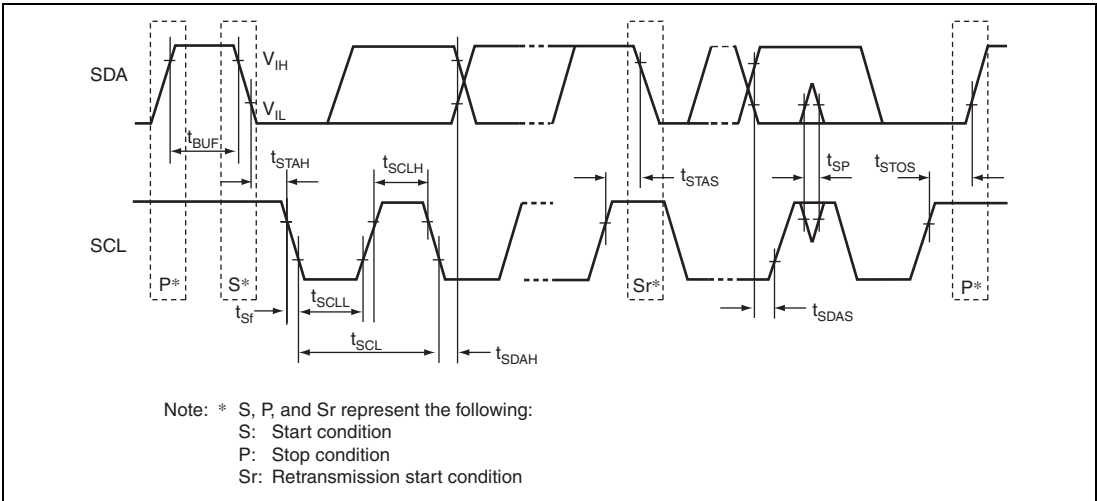 SDA
VIH
VIL
tBUF
tSTAH
tSCLH
tSTAS
tSP
tSTOS
SCL
P*
S*
Sr*
P*
tSf
tSCLL
tSCL
tSDAH
tSDAS
Note: * S, P, and Sr represent the following:
S: Start condition
P: Stop condition
Sr: Retransmission start condition